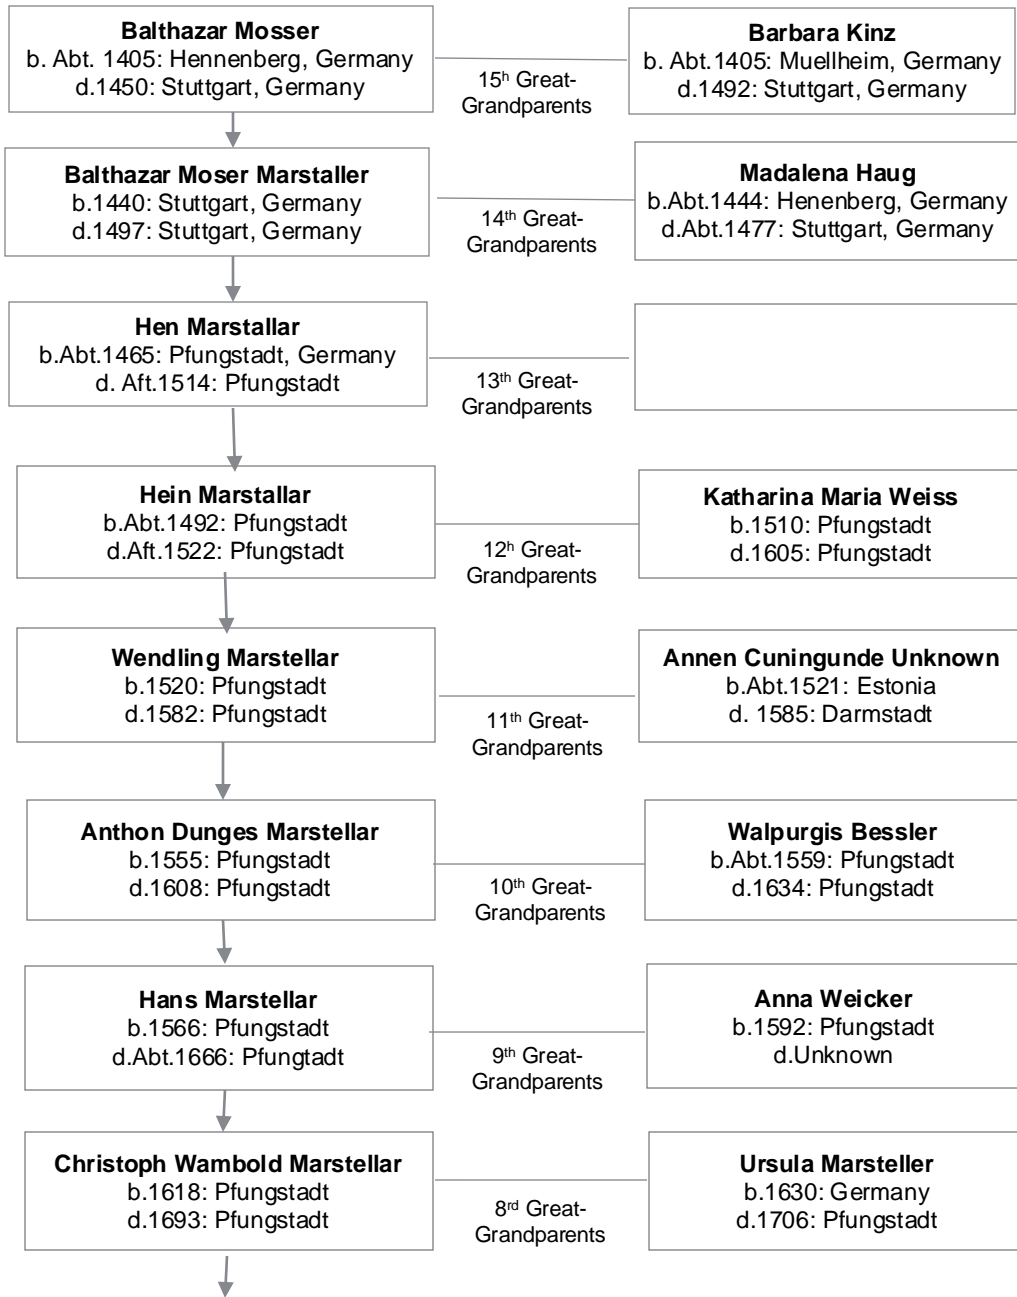 Balthazar Mosser
b. Abt. 1405: Hennenberg, Germany
d.1450: Stuttgart, Germany
15h Great-
Grandparents
Barbara Kinz
b. Abt.1405: Muellheim, Germany
d.1492: Stuttgart, Germany
Balthazar Moser Marstaller
b.1440: Stuttgart, Germany
d.1497: Stuttgart, Germany
14th Great-
Grandparents
Madalena Haug
b.Abt.1444: Henenberg, Germany
d.Abt.1477: Stuttgart, Germany
Hen Marstallar
b.Abt.1465: Pfungstadt, Germany
d. Aft.1514: Pfungstadt
13th Great-
Grandparents
Hein Marstallar
b.Abt.1492: Pfungstadt
d.Aft.1522: Pfungstadt
12h Great-
Grandparents
Katharina Maria Weiss
b.1510: Pfungstadt
d.1605: Pfungstadt
Wendling Marstellar
b.1520: Pfungstadt
d.1582: Pfungstadt
11th Great-
Grandparents
Annen Cuningunde Unknown
b.Abt.1521: Estonia
d. 1585: Darmstadt
Anthon Dunges Marstellar
b.1555: Pfungstadt
d.1608: Pfungstadt
10th Great-
Grandparents
Walpurgis Bessler
b.Abt.1559: Pfungstadt
d.1634: Pfungstadt
Hans Marstellar
b.1566: Pfungstadt
d.Abt.1666: Pfungtadt
9th Great-
Grandparents
Anna Weicker
b.1592: Pfungstadt
d.Unknown
Christoph Wambold Marstellar
b.1618: Pfungstadt
d.1693: Pfungstadt
8rd Great-
Grandparents
Ursula Marsteller
b.1630: Germany
d.1706: Pfungstadt